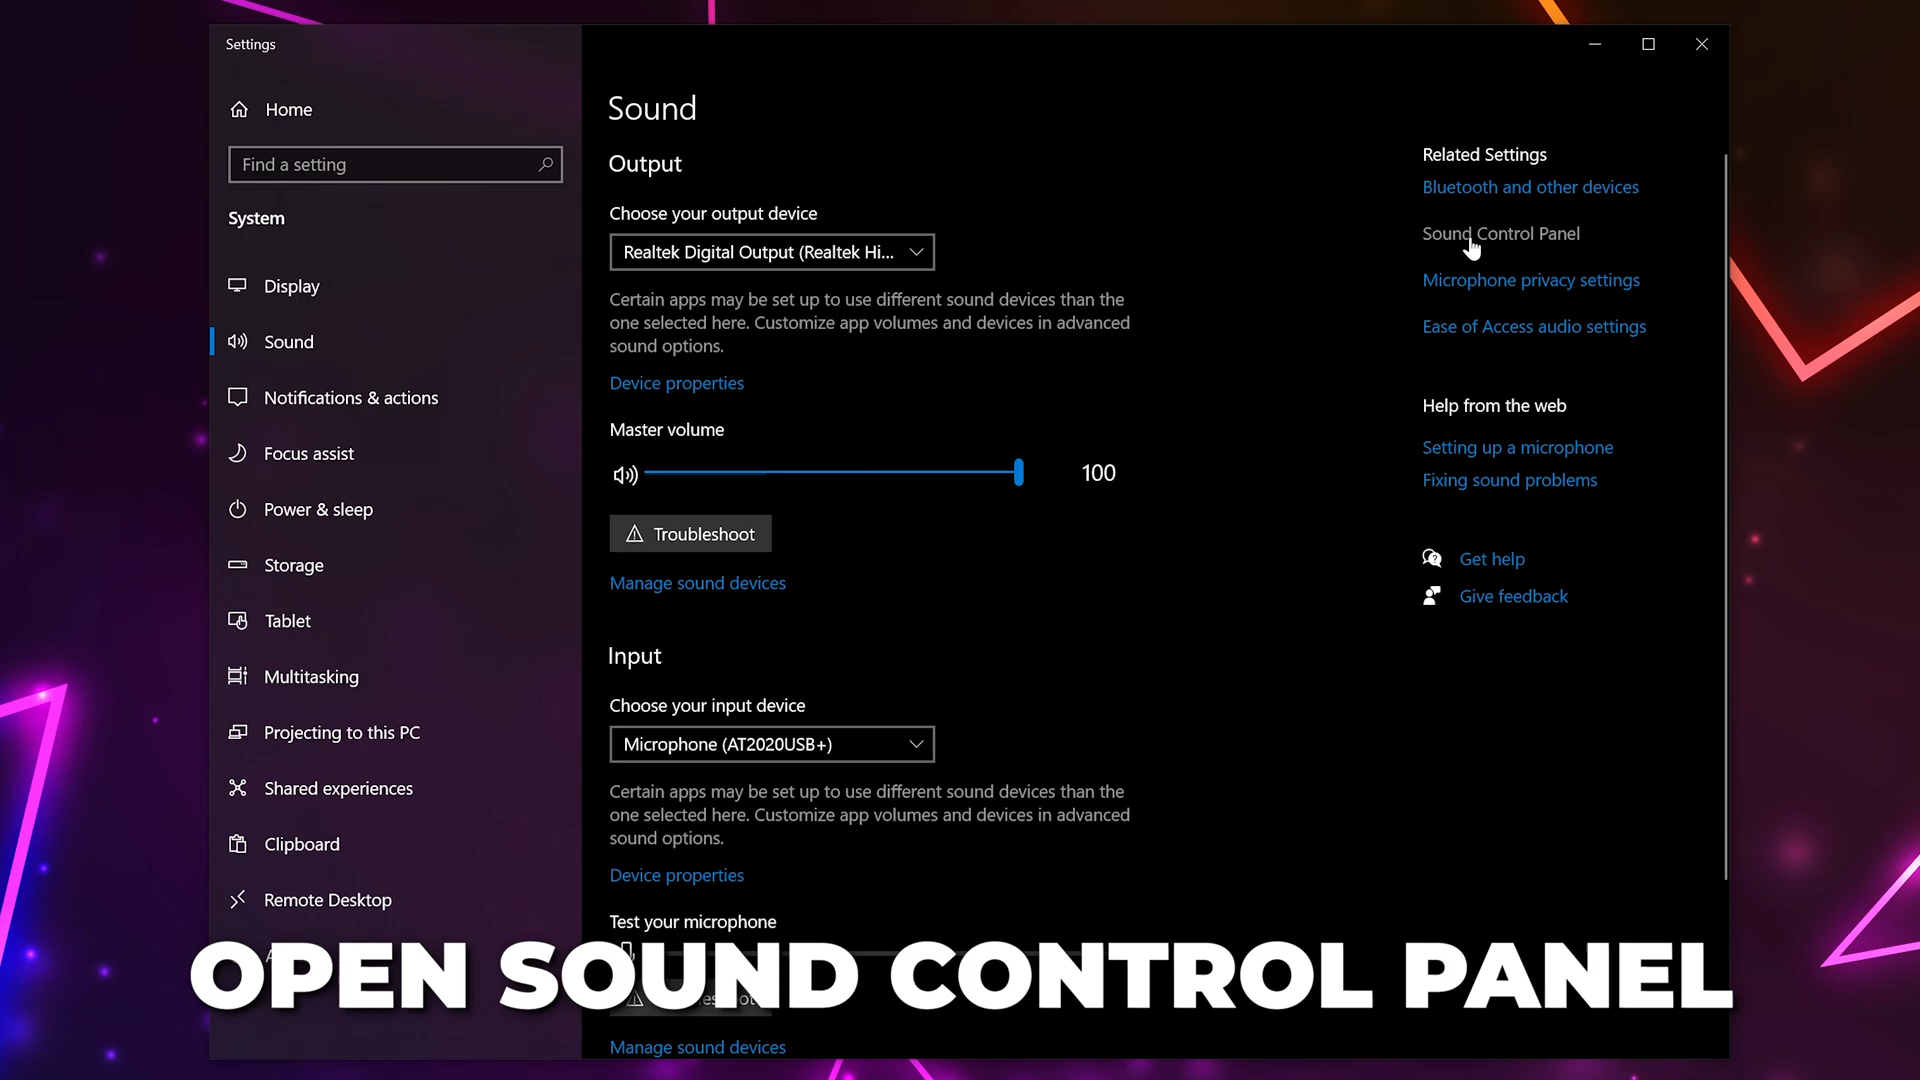 Settings
Home
Find a setting
System
Display
Sound
Notifications & actions
Focus assist
Power & sleep
Storage
Tablet
Multitasking
Projecting to this PC
Shared experiences
Clipboard
Remote Desktop
Sound
Output
Choose your output device
Realtek Digital Output (Realtek Hi...
Certain apps may be set up to use different sound devices than the
one selected here. Customize app volumes and devices in advanced
sound options.
Device properties
Master volume
100
Troubleshoot
Manage sound devices
Input
Choose your input device
Microphone (AT2020USB+)
Certain apps may be set up to use different sound devices than the
one selected here. Customize app volumes and devices in advanced
sound options.
Device properties
Test your microphone
Manage sound devices
Related Settings
Bluetooth and other devices
Sound Control Panel
Microphone privacy settings
Ease of Access audio settings
Help from the web
Setting up a microphone
Fixing sound problems
Get help
Give feedback
OPEN SOUND CONTROL PANEL